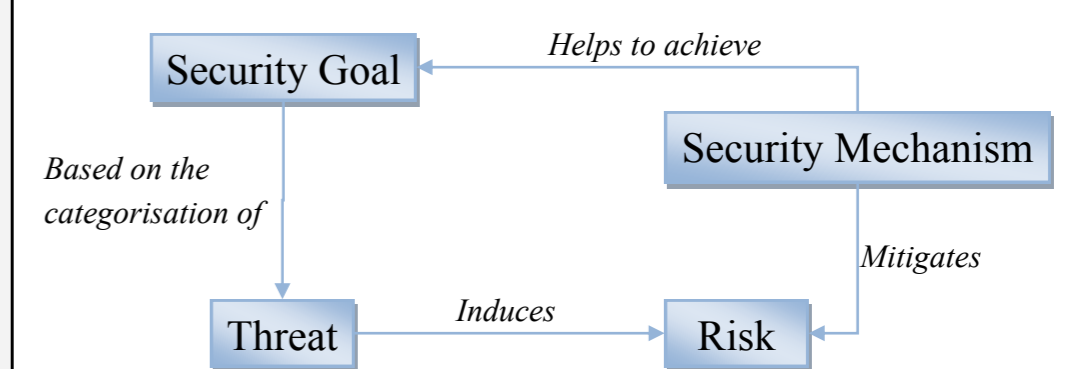 Helps to achieve
Security Goal
Security Mechanism
Based on the
categorisation of
Mitigates
Induces
Threat
Risk